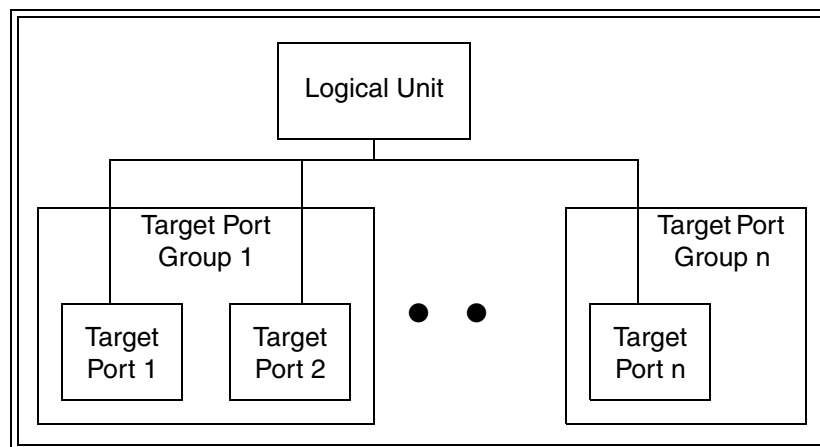 Logical Unit
Target Port
Group 1
Target Port
Group n
Target
Port 1
Target
Port 2
Target
Port n